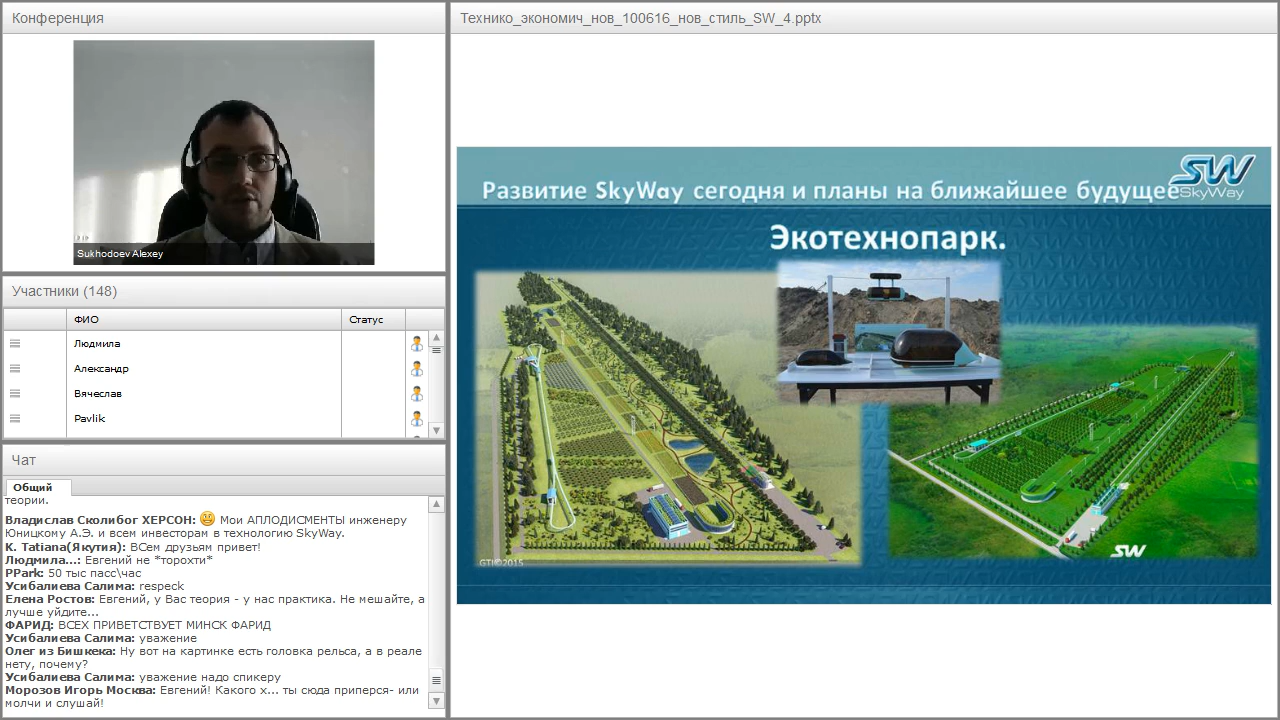 Конференция
Sukhodoev Alexey
Участники (148)
ФИО
Статус
Людмила
Александр
Вячеслав
Pavlik
Чат
Общий
теории.
Владислав Сколибог ХЕРСОН: Мои АПЛОДИСМЕНТЫ инженеру
Юницкому А.Э. и всем инвесторам в технологию SkyWay.
K. Tatiana(Якутия): ВСем друзьям привет!
Людмила...: Евгений не *торохти*
PPark: 50 тыс пасс\час
Усибалиева Салима: respeck
Елена Ростов: Евгений, у Вас теория - у нас практика. Не мешайте, а
лучше уйдите...
ФАРИД: ВСЕХ ПРИВЕТСТВУЕТ МИНСК ФАРИД
Усибалиева Салима: уважение
Олег из Бишкека: Ну вот на картинке есть головка рельса, а в реале
нету, почему?
Усибалиева Салима: уважение надо спикеру
Морозов Игорь Москва: Евгений! Какого х... ты сюда приперся- или
молчи и слушай!
Технико_экономич_нов_100616_нов_стиль_SW_4.pptx
SW
SkyWay
Развитие SkyWay сегодня и планы на ближайшее будущее
Экотехнопарк.
GTI©2015
SW